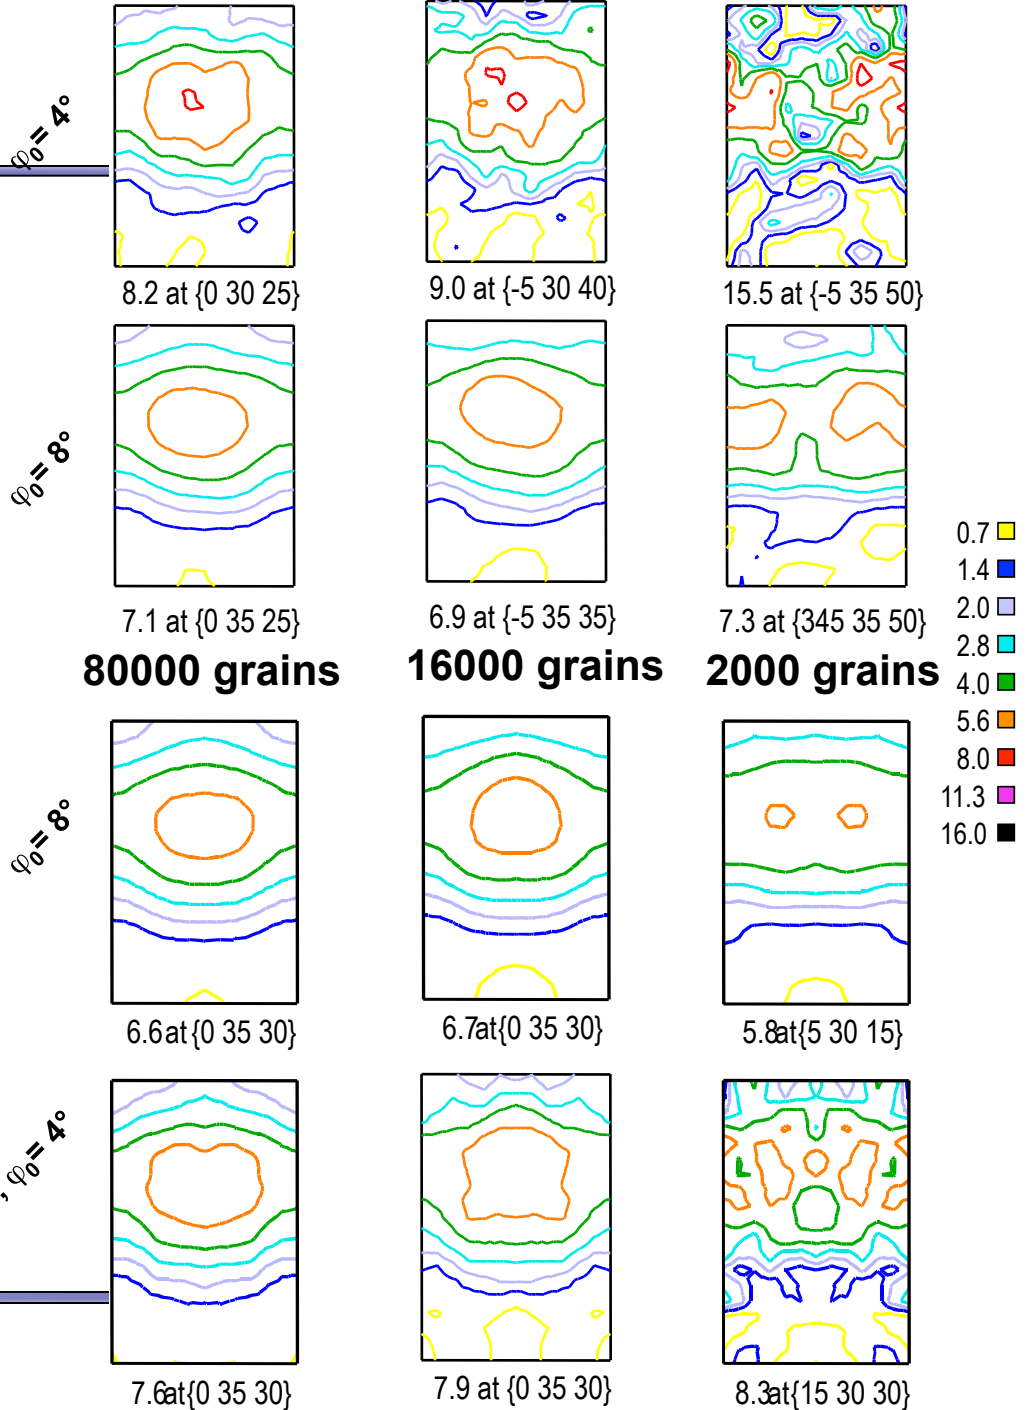 φ₀= 4°
8.2 at {0 30 25}
9.0 at {-5 30 40}
15.5 at {-5 35 50}
φ₀= 8°
7.1 at {0 35 25}
6.9 at {-5 35 35}
7.3 at {345 35 50}
0.7
1.4
2.0
2.8
4.0
5.6
8.0
11.3
16.0
80000 grains
16000 grains
2000 grains
φ₀= 8°
6.6at{0 35 30}
6.7at{0 35 30}
5.8at{5 30 15}
, φ₀= 4°
7.6at{0 35 30}
7.9 at {0 35 30}
8.3at{15 30 30}